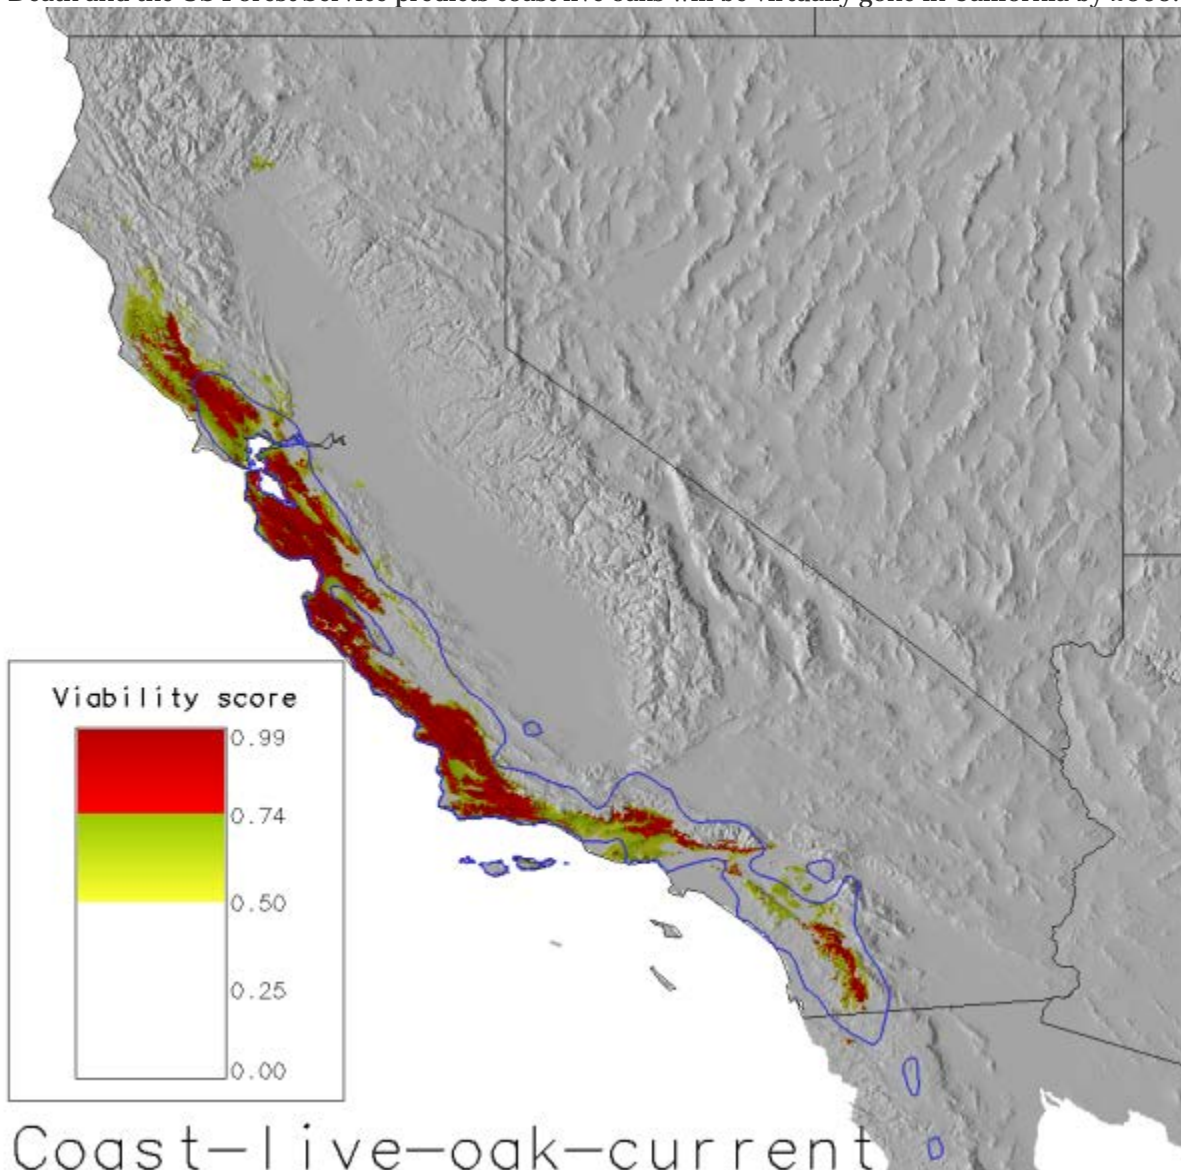 Death and the US Forest Service predicts coast live oaks will be virtually gone in California by
Viability score
0.99
0.74
0.50
0.25
0.00
Coast-live-oak-current